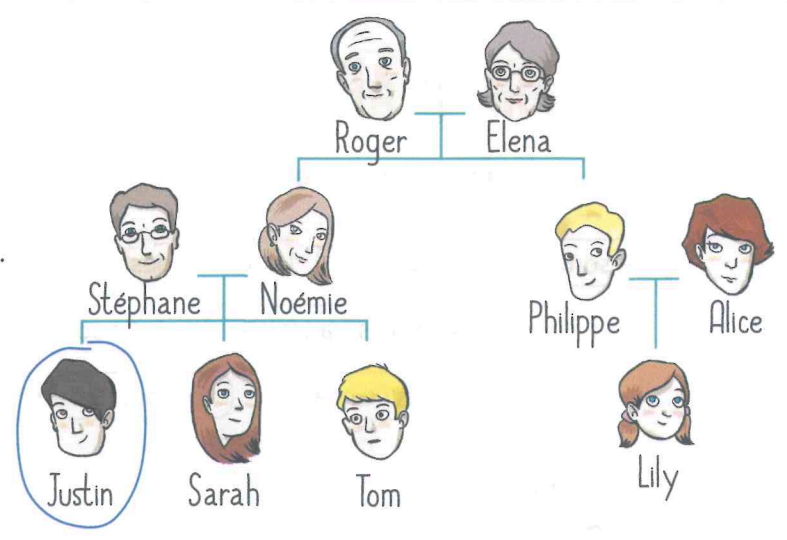 Roger Elena
Stéphane Noémie
Philippe Alice
Justin Sarah Tom
Lily